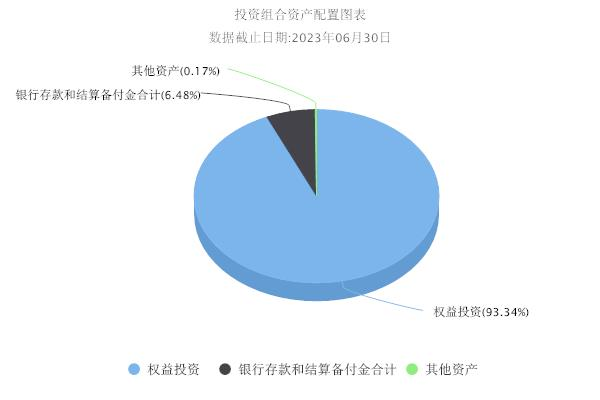 投资组合资产配置图表
数据截止日期:2023年06月30日
其他资产(0.17%)
银行存款和结算备付金合计(6.48%)
权益投资(93.34%)
权益投资 银行存款和结算备付金合计 其他资产